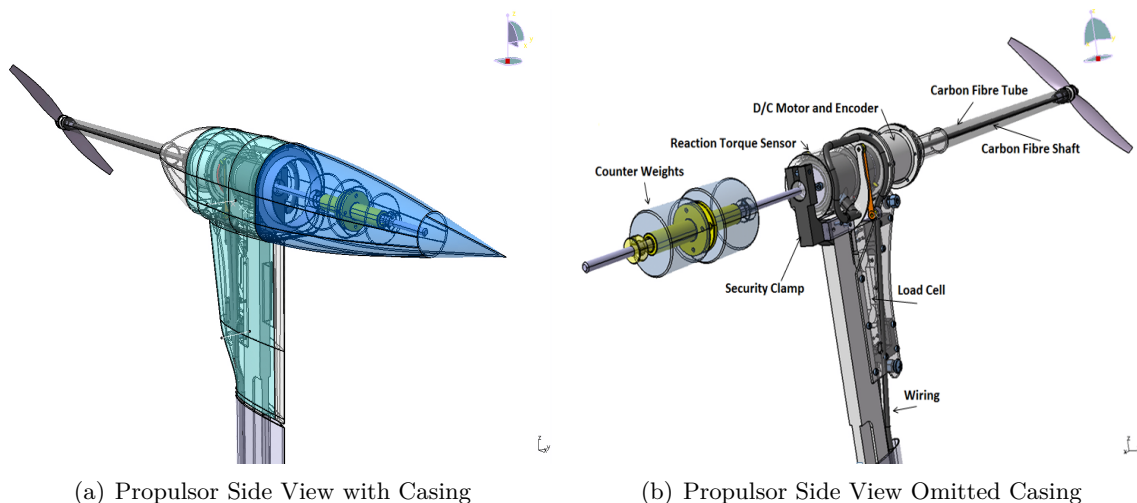 D/C Motor and Encoder
Carbon Fibre Tube
Reaction Torque Sensor
Carbon Fibre Shaft
Counter Weights
Security Clamp
Load Cell
Wiring
(a) Propulsor Side View with Casing
(b) Propulsor Side View Omitted Casing